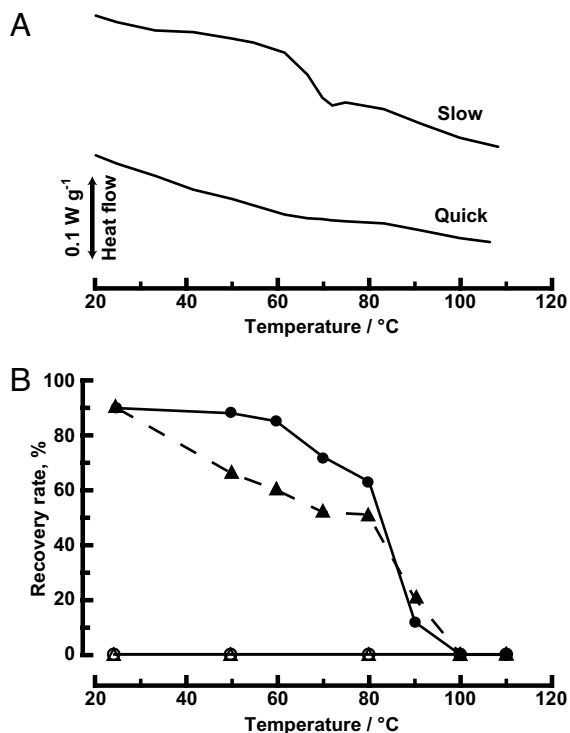 A
Slow
Quick
0.1 W g⁻¹
Heat flow
20 40 60 80 100 120
Temperature / °C
B
100
80
60
40
20
0
Recovery rate, %
20 40 60 80 100 120
Temperature / °C